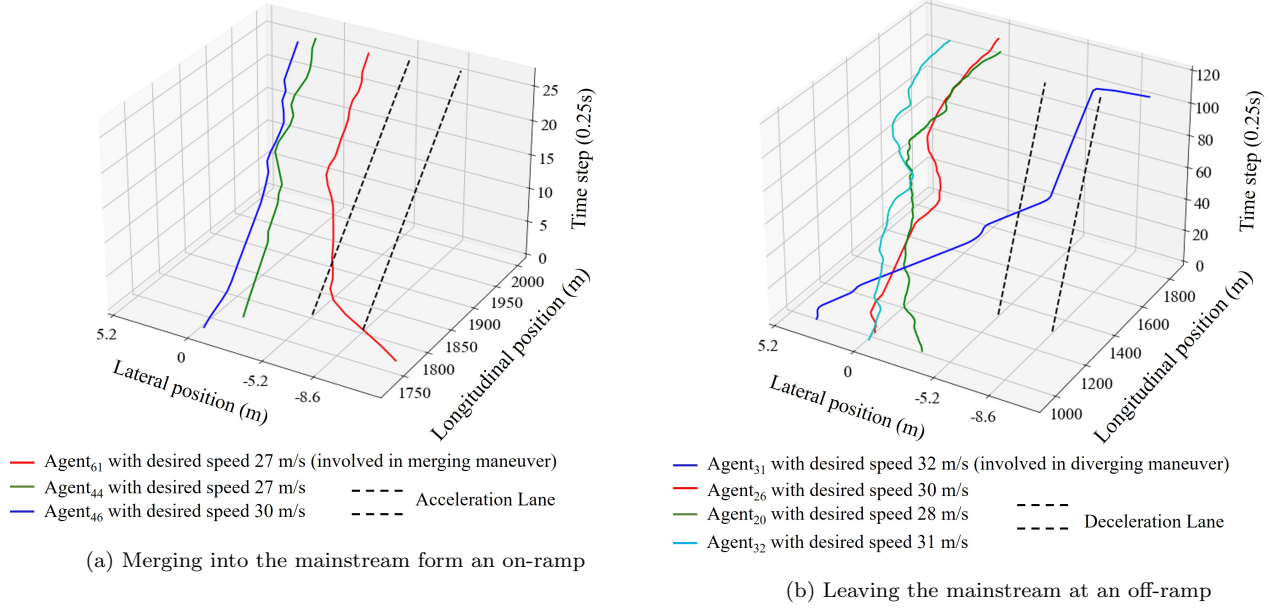 25
20
15
10
5
0
Time step (0.25s)
2000
1950
1900
1850
1800
1750
Longitudinal position (m)
5.2
0
-5.2
-8.6
Lateral position (m)
Agent61 with desired speed 27 m/s (involved in merging maneuver)
Agent44 with desired speed 27 m/s
Agent46 with desired speed 30 m/s
Acceleration Lane
(a) Merging into the mainstream form an on-ramp
120
100
80
60
40
20
0
Time step (0.25s)
1800
1600
1400
1200
1000
Longitudinal position (m)
5.2
0
-5.2
-8.6
Lateral position (m)
Agent31 with desired speed 32 m/s (involved in diverging maneuver)
Agent26 with desired speed 30 m/s
Agent20 with desired speed 28 m/s
Agent32 with desired speed 31 m/s
Deceleration Lane
(b) Leaving the mainstream at an off-ramp